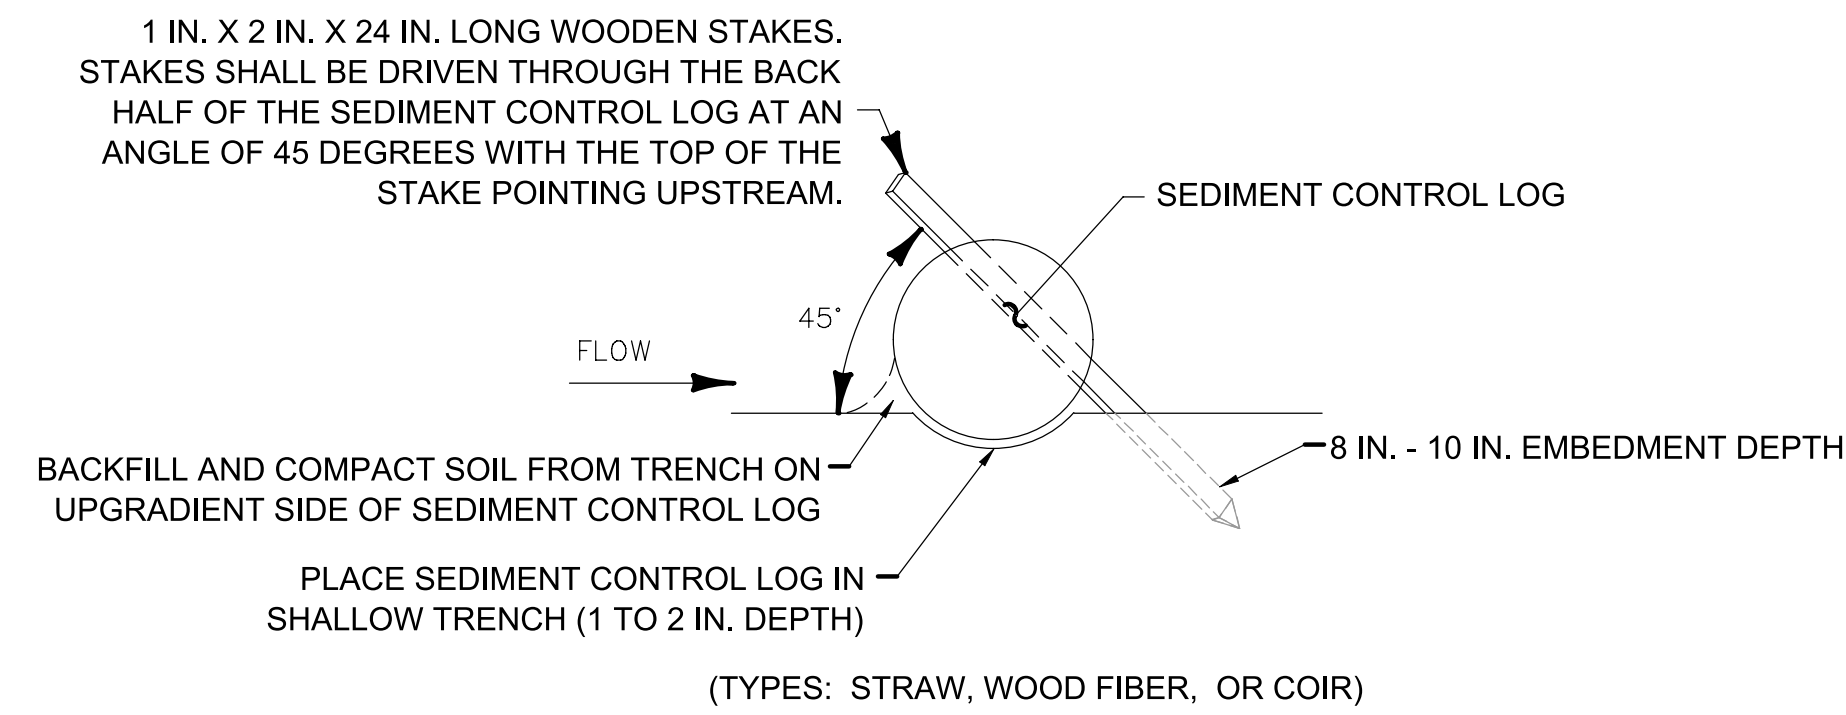 1 IN. X 2 IN. X 24 IN. LONG WOODEN STAKES.
STAKES SHALL BE DRIVEN THROUGH THE BACK
HALF OF THE SEDIMENT CONTROL LOG AT AN
ANGLE OF 45 DEGREES WITH THE TOP OF THE
STAKE POINTING UPSTREAM.
SEDIMENT CONTROL LOG
45°
FLOW
8 IN. - 10 IN. EMBEDMENT DEPTH
BACKFILL AND COMPACT SOIL FROM TRENCH ON
UPGRADIENT SIDE OF SEDIMENT CONTROL LOG
PLACE SEDIMENT CONTROL LOG IN
SHALLOW TRENCH (1 TO 2 IN. DEPTH)
(TYPES: STRAW, WOOD FIBER, OR COIR)